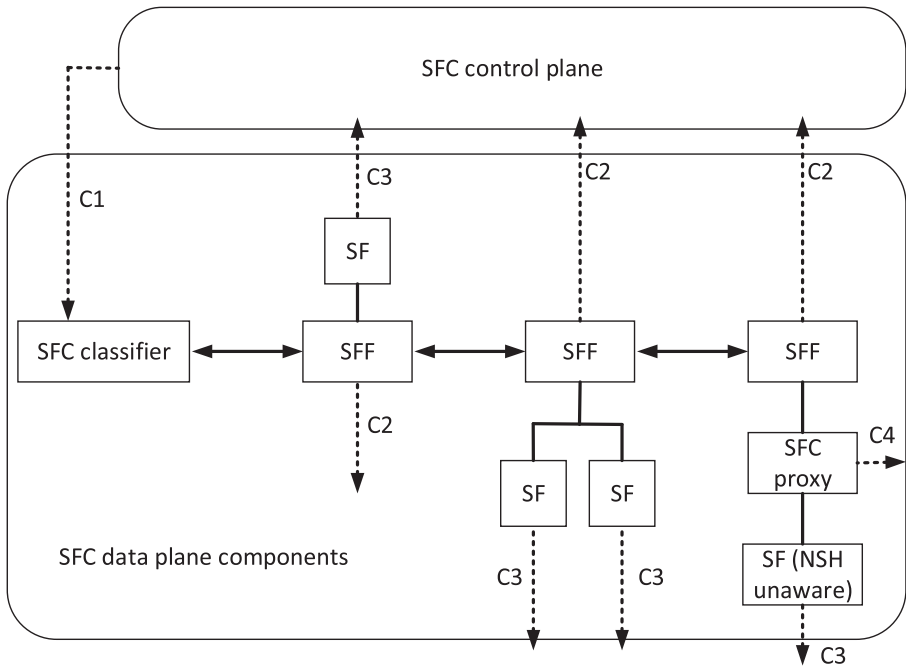 SFC control plane
C3
C2
C2
C1
SF
SFC classifier
SFF
SFF
SFF
C2
SFC
proxy
C4
SF
SF
SFC data plane components
C3
C3
SF (NSH
unaware)
C3